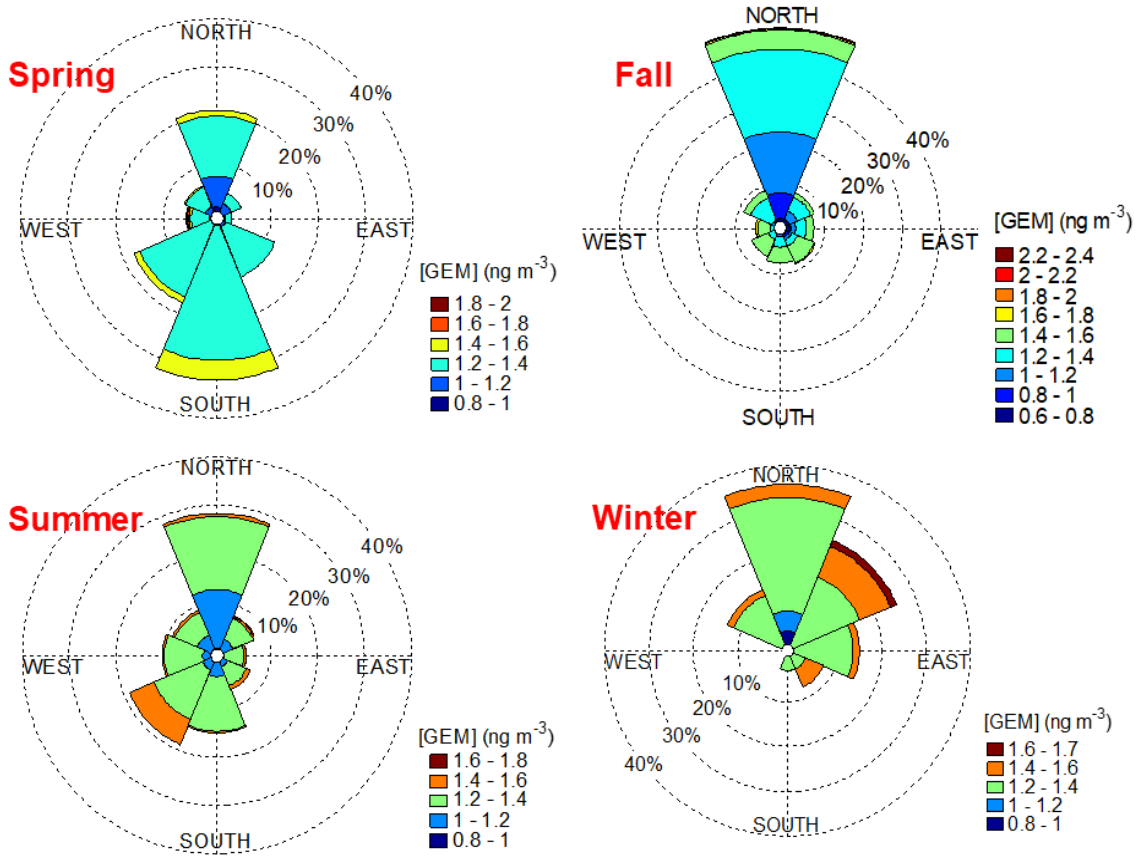 Spring
NORTH
40%
30%
20%
10%
WEST
EAST
SOUTH
[GEM] (ng m-3)
1.8 - 2
1.6 - 1.8
1.4 - 1.6
1.2 - 1.4
1 - 1.2
0.8 - 1
Fall
NORTH
40%
30%
20%
10%
WEST
EAST
SOUTH
[GEM] (ng m-3)
2.2 - 2.4
2 - 2.2
1.8 - 2
1.6 - 1.8
1.4 - 1.6
1.2 - 1.4
1 - 1.2
0.8 - 1
0.6 - 0.8
Summer
NORTH
40%
30%
20%
10%
WEST
EAST
SOUTH
[GEM] (ng m-3)
1.6 - 1.8
1.4 - 1.6
1.2 - 1.4
1 - 1.2
0.8 - 1
Winter
NORTH
WEST
EAST
10%
20%
30%
40%
SOUTH
[GEM] (ng m-3)
1.6 - 1.7
1.4 - 1.6
1.2 - 1.4
1 - 1.2
0.8 - 1